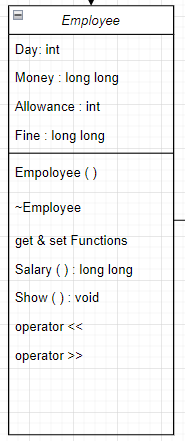 Employee
Day: int
Money : long long
Allowance : int
Fine : long long
Empoloyee ( )
~Employee
get & set Functions
Salary ( ) : long long
Show ( ) : void
operator <<
operator >>